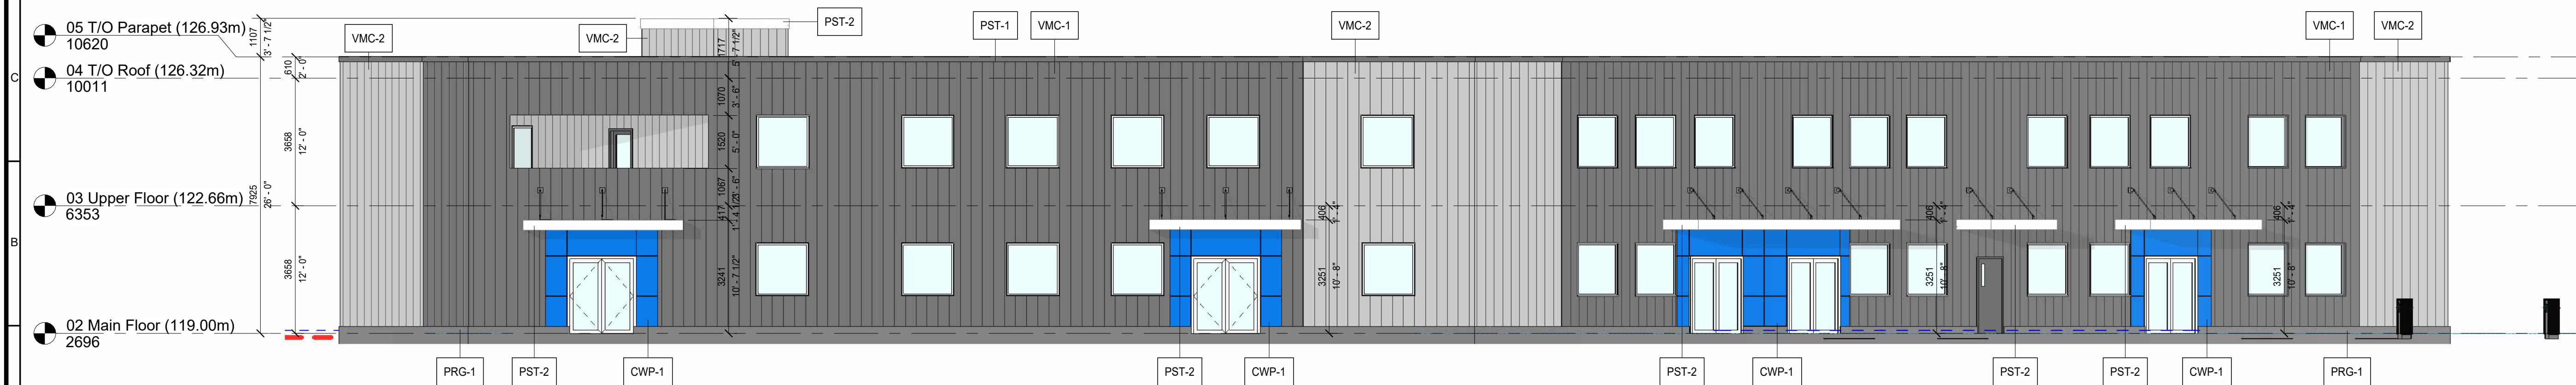 05 T/O Parapet (126.93m)
10620
04 T/O Roof (126.32m)
10011
03 Upper Floor (122.66m)
6353
02 Main Floor (119.00m)
2696
C
B
1107
3' - 7 1/2"
7925
26' - 0"
610
2' - 0"
3658
12' - 0"
3658
12' - 0"
VMC-2
VMC-2
PST-2
PST-1
VMC-1
VMC-2
VMC-1
VMC-2
1717
5' - 7 1/2"
1070
3' - 6"
1520
5' - 0"
1067
3' - 6"
417
3241
10' - 7 1/2"
406
1' - 4"
3251
10' - 8"
406
1' - 4"
3251
10' - 8"
406
1' - 4"
3251
10' - 8"
PRG-1
PST-2
CWP-1
PST-2
CWP-1
PST-2
CWP-1
PST-2
PST-2
CWP-1
PRG-1